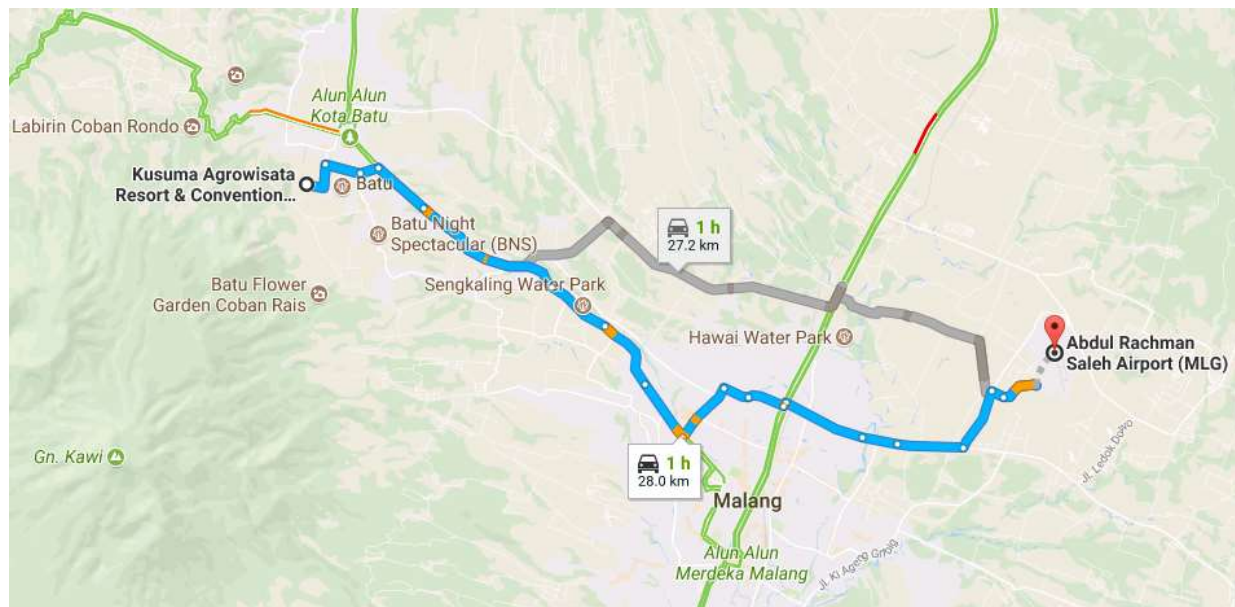 Alun Alun
Kota Batu
Labirin Coban Rondo
Kusuma Agrowisata
Resort & Convention...
Batu
Batu Night
Spectacular (BNS)
1 h
27.2 km
Batu Flower
Garden Coban Rais
Sengkaling Water Park
Hawai Water Park
Abdul Rachman
Saleh Airport (MLG)
Gn. Kawi
1 h
28.0 km
Malang
Jl. Ledok Dowo
Alun Alun
Merdeka Malang
Jl. Ki Ageng Gribig